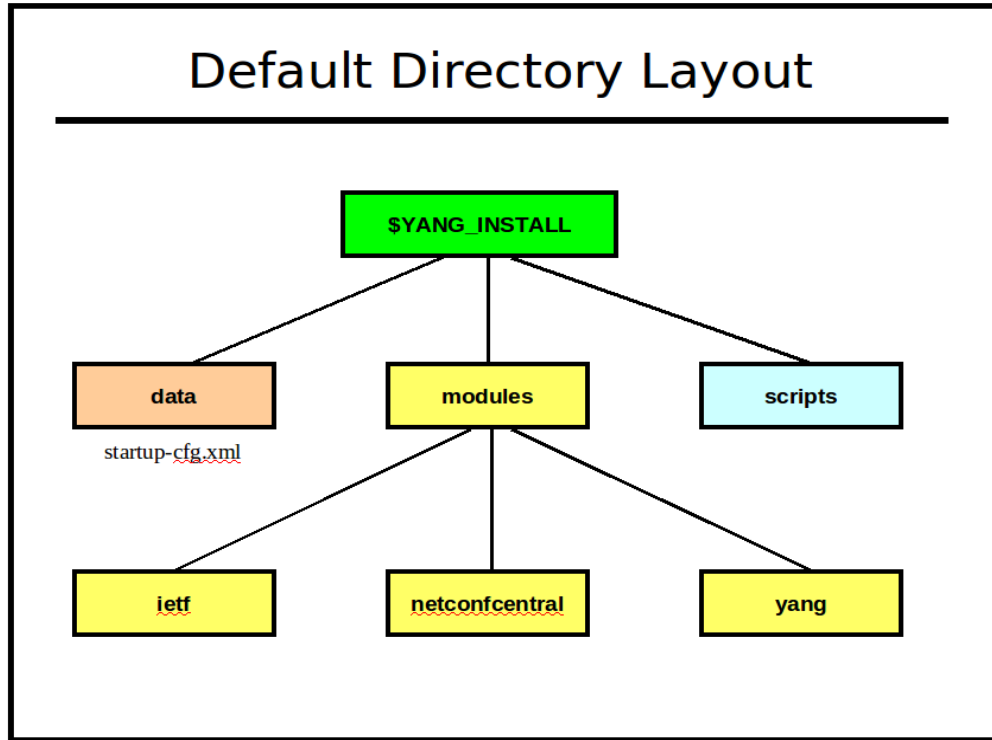 Default Directory Layout
$YANG_INSTALL
data
modules
scripts
startup-cfg.xml
ietf
netconfcentral
yang